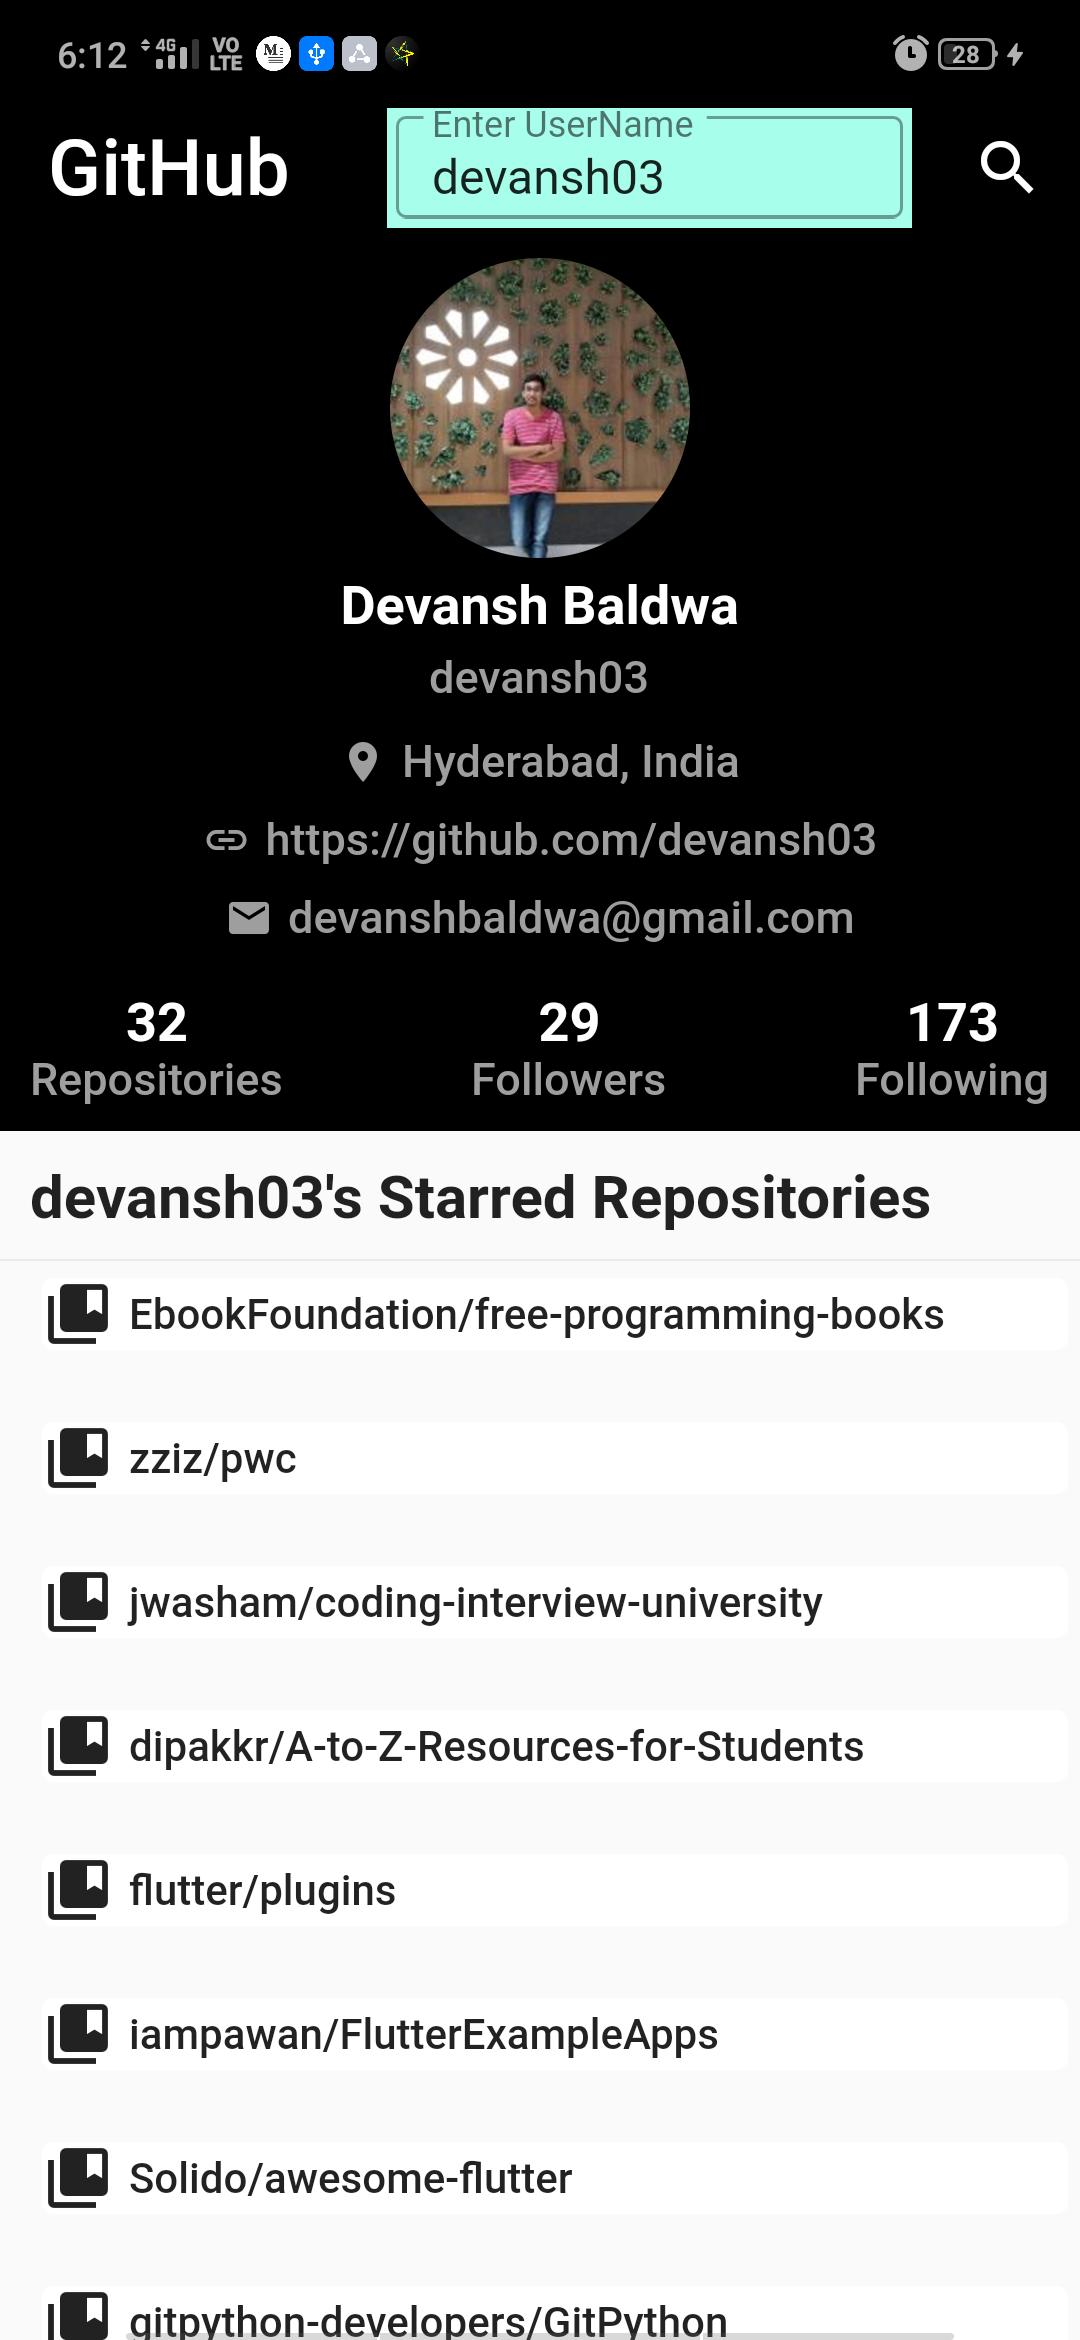 6:12 4G VO LTE M 28
GitHub
Enter UserName
devansh03
Devansh Baldwa
devansh03
Hyderabad, India
https://github.com/devansh03
devanshbaldwa@gmail.com
32 29 173
Repositories Followers Following
devansh03's Starred Repositories
EbookFoundation/free-programming-books
zziz/pwc
jwasham/coding-interview-university
dipakkr/A-to-Z-Resources-for-Students
flutter/plugins
iampawan/FlutterExampleApps
Solido/awesome-flutter
gitpython-developers/GitPython